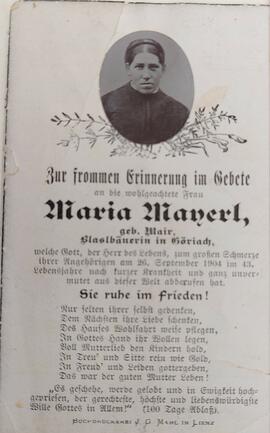 Zur frommen Erinnerung im Gebete
an die wohlgeachtete Frau
Maria Mayerl,
geb. Mair,
Blaslbäuerin in Göriach,
welche Gott, der Herr des Lebens, zum großen Schmerze
ihrer Angehörigen am 26. September 1904 im 43.
Lebensjahre nach kurzer Krankheit und ganz unver-
mutet aus dieser Welt abberufen hat.
Sie ruhe im Frieden!
Nur selten ihrer selbst gedenken,
Dem Nächsten ihre Liebe schenken,
Des Hauses Wohlfahrt weise pflegen,
In Gottes Hand ihr Wollen legen,
Voll Mutterlieb den Kindern hold,
In Treu' und Sitte rein wie Gold,
In Freud' und Leiden gottergeben,
Das war der guten Mutter Leben!
„Es geschehe, werde gelobt und in Ewigkeit hoch-
gepriesen, der gerechteste, höchste und liebenswürdigste
Wille Gottes in Allem!" (100 Tage Ablaß).
Buchdruckerei J. G. Mahl in Lienz